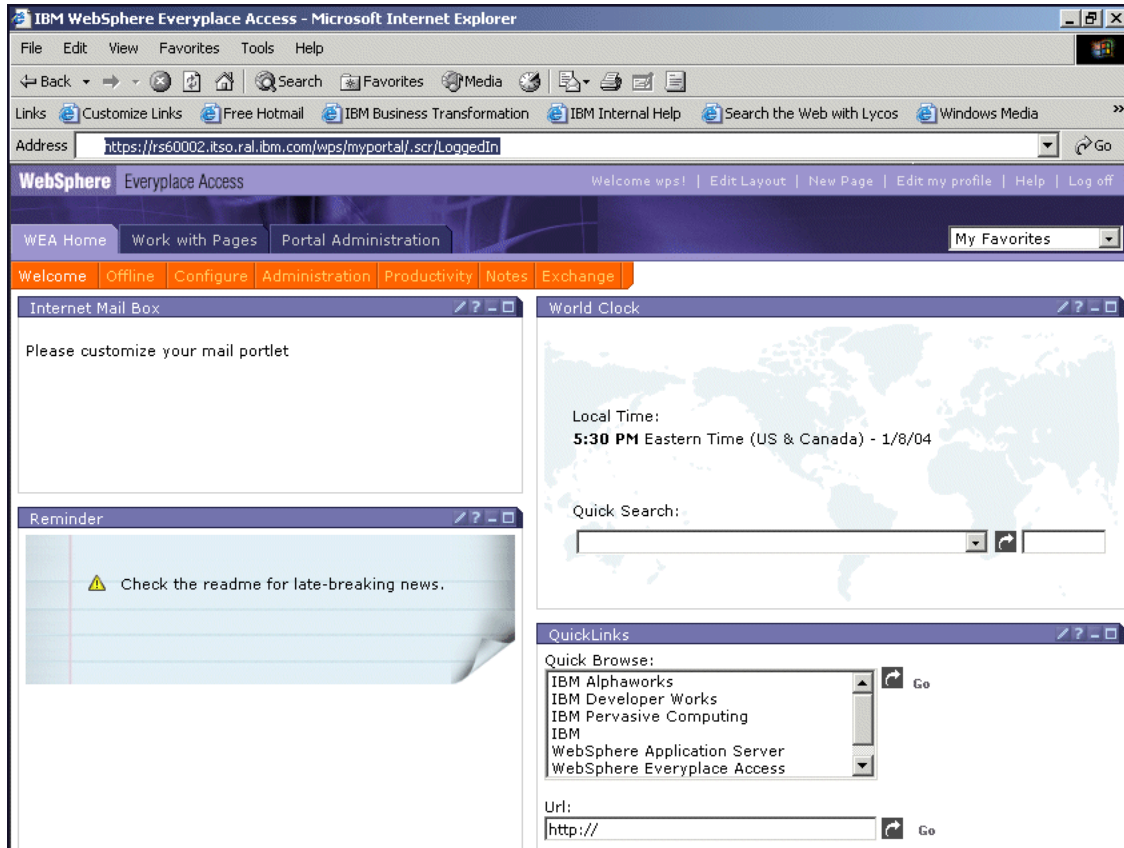 IBM WebSphere Everyplace Access - Microsoft Internet Explorer
File Edit View Favorites Tools Help
Back Search Favorites Media
Links Customize Links Free Hotmail IBM Business Transformation IBM Internal Help Search the Web with Lycos Windows Media »
Address https://rs60002.itso.ral.ibm.com/wps/myportal/.scr/LoggedIn Go
WebSphere Everyplace Access Welcome wps! | Edit Layout | New Page | Edit my profile | Help | Log off
WEA Home Work with Pages Portal Administration My Favorites
Welcome Offline Configure Administration Productivity Notes Exchange
Internet Mail Box
Please customize your mail portlet
Reminder
Check the readme for late-breaking news.
World Clock
Local Time:
5:30 PM Eastern Time (US & Canada) - 1/8/04
Quick Search:
QuickLinks
Quick Browse:
IBM Alphaworks
Go
IBM Developer Works
IBM Pervasive Computing
IBM
WebSphere Application Server
WebSphere Everyplace Access
Url:
http:// Go